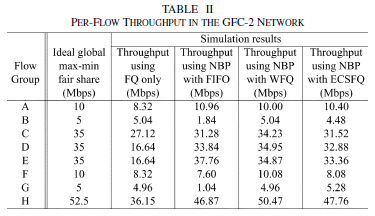 TABLE II
PER-FLOW THROUGHPUT IN THE GFC-2 NETWORK
Simulation results
Flow Group Ideal global max-min fair share (Mbps) Throughput using FQ only (Mbps) Throughput using NBP with FIFO (Mbps) Throughput using NBP with WFQ (Mbps) Throughput using NBP with ECSFQ (Mbps)
A 10 8.32 10.96 10.00 10.40
B 5 5.04 1.84 5.04 4.48
C 35 27.12 31.28 34.23 31.52
D 35 16.64 33.84 34.95 32.88
E 35 16.64 37.76 34.87 33.36
F 10 8.32 7.60 10.08 8.08
G 5 4.96 1.04 4.96 5.28
H 52.5 36.15 46.87 50.47 47.76